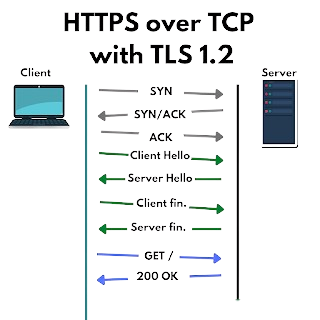 HTTPS over TCP
with TLS 1.2
Client
Server
SYN
SYN/ACK
ACK
Client Hello
Server Hello
Client fin.
Server fin.
GET /
200 OK